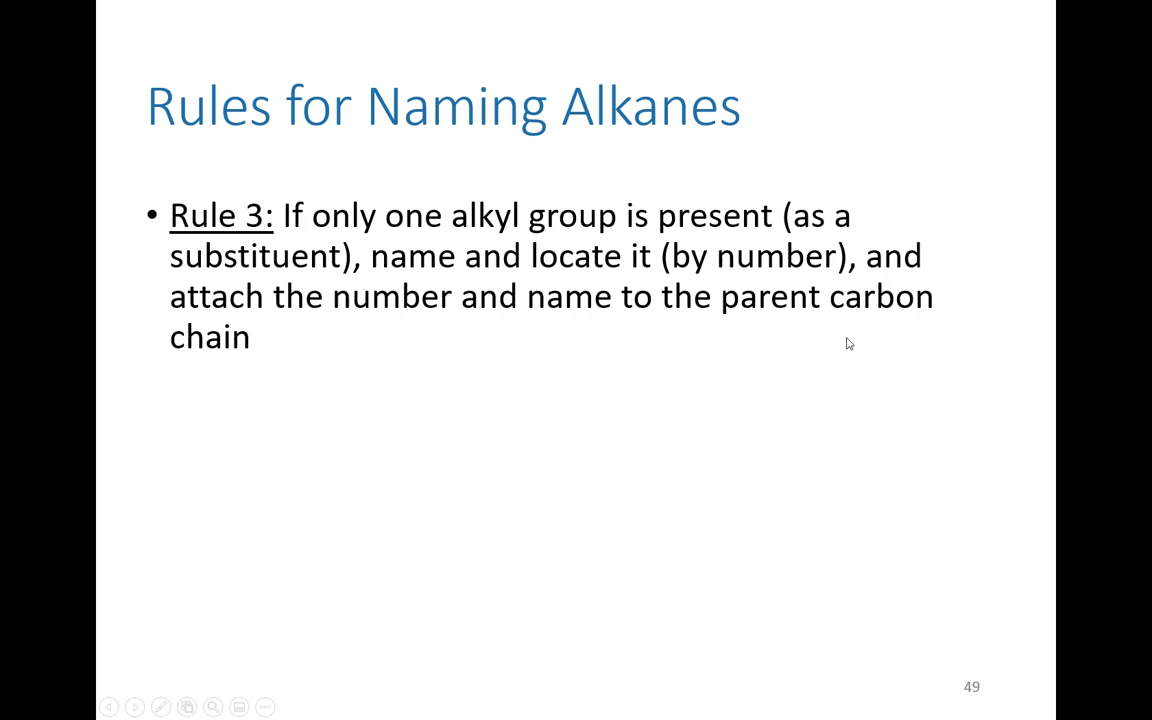 Rules for Naming Alkanes
• Rule 3: If only one alkyl group is present (as a
substituent), name and locate it (by number), and
attach the number and name to the parent carbon
chain
49